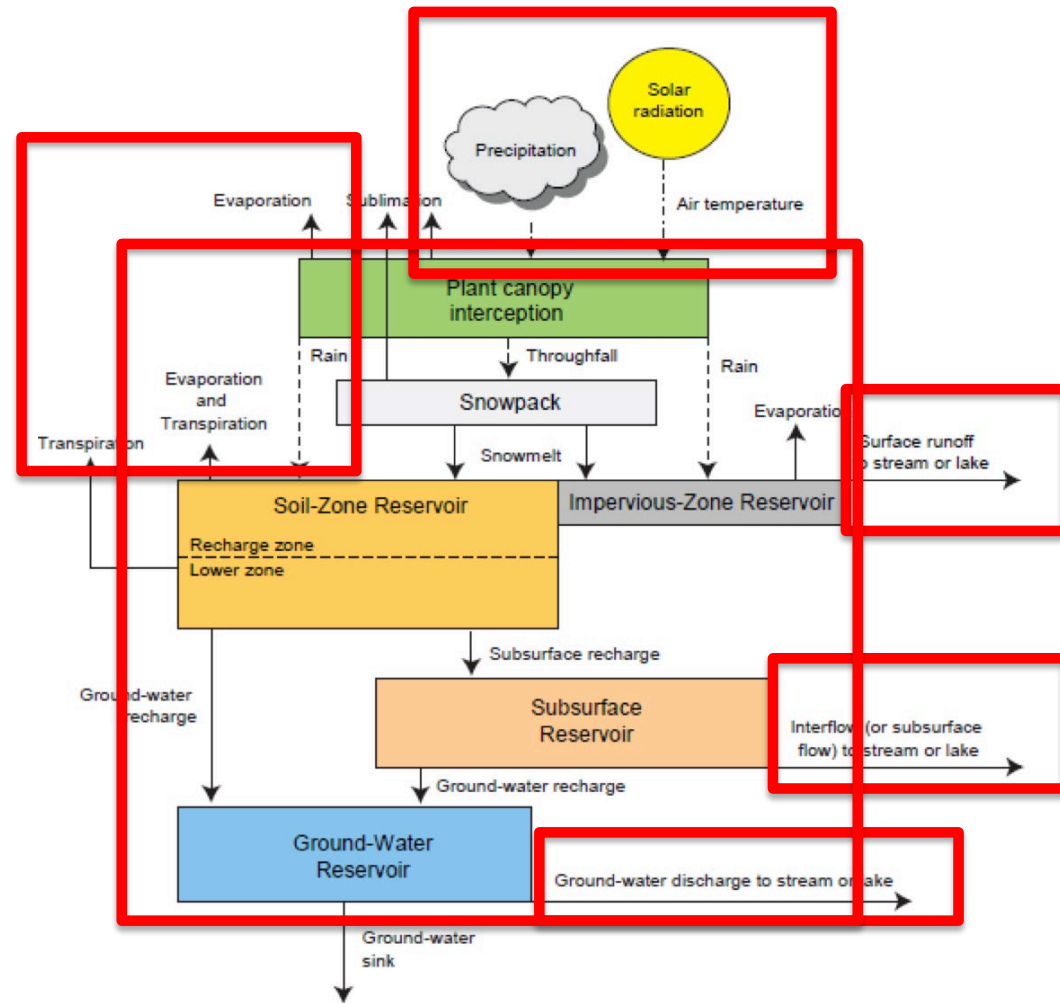 Solar
radiation
Precipitation
Evaporation
Sublimation
Air temperature
Plant canopy
interception
Rain
Throughfall
Rain
Evaporation
and
Transpiration
Snowpack
Evaporation
Transpiration
Snowmelt
Surface runoff
to stream or lake
Soil-Zone Reservoir
Impervious-Zone Reservoir
Recharge zone
Lower zone
Subsurface recharge
Ground-water
recharge
Subsurface
Reservoir
Interflow (or subsurface
flow) to stream or lake
Ground-water recharge
Ground-Water
Reservoir
Ground-water discharge to stream or lake
Ground-water
sink